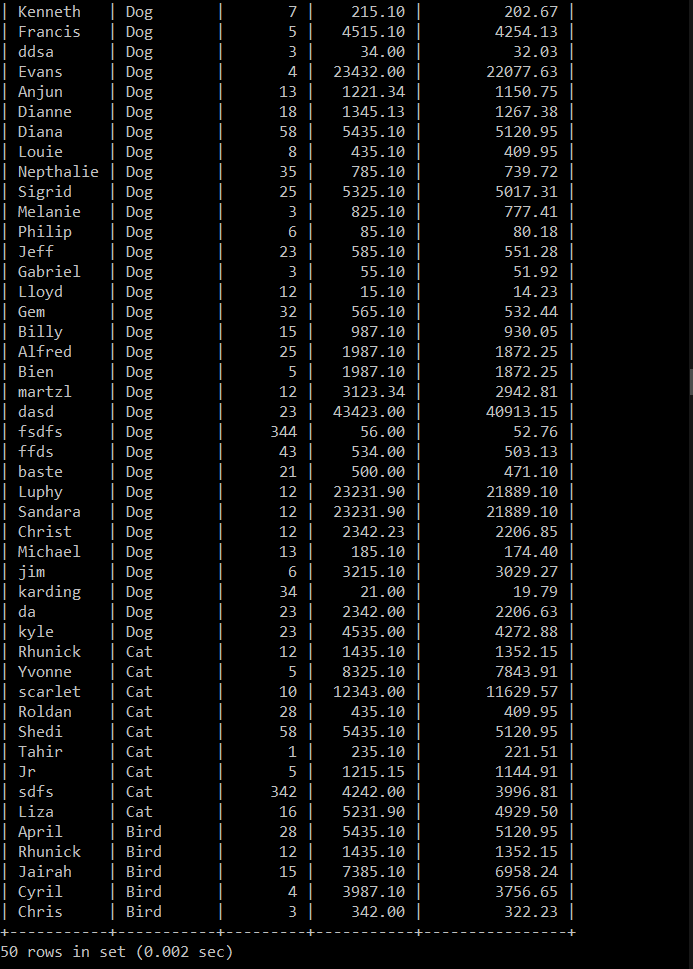 | Kenneth   | Dog       |       7 |    215.10 |         202.67 |
| Francis   | Dog       |       5 |   4515.10 |        4254.13 |
| ddsa      | Dog       |       3 |     34.00 |          32.03 |
| Evans     | Dog       |       4 |  23432.00 |       22077.63 |
| Anjun     | Dog       |      13 |   1221.34 |        1150.75 |
| Dianne    | Dog       |      18 |   1345.13 |        1267.38 |
| Diana     | Dog       |      58 |   5435.10 |        5120.95 |
| Louie     | Dog       |       8 |    435.10 |         409.95 |
| Nepthalie | Dog       |      35 |    785.10 |         739.72 |
| Sigrid    | Dog       |      25 |   5325.10 |        5017.31 |
| Melanie   | Dog       |       3 |    825.10 |         777.41 |
| Philip    | Dog       |       6 |     85.10 |          80.18 |
| Jeff      | Dog       |      23 |    585.10 |         551.28 |
| Gabriel   | Dog       |       3 |     55.10 |          51.92 |
| Lloyd     | Dog       |      12 |     15.10 |          14.23 |
| Gem       | Dog       |      32 |    565.10 |         532.44 |
| Billy     | Dog       |      15 |    987.10 |         930.05 |
| Alfred    | Dog       |      25 |   1987.10 |        1872.25 |
| Bien      | Dog       |       5 |   1987.10 |        1872.25 |
| martzl    | Dog       |      12 |   3123.34 |        2942.81 |
| dasd      | Dog       |      23 |  43423.00 |       40913.15 |
| fsdfs     | Dog       |     344 |     56.00 |          52.76 |
| ffds      | Dog       |      43 |    534.00 |         503.13 |
| baste     | Dog       |      21 |    500.00 |         471.10 |
| Luphy     | Dog       |      12 |  23231.90 |       21889.10 |
| Sandara   | Dog       |      12 |  23231.90 |       21889.10 |
| Christ    | Dog       |      12 |   2342.23 |        2206.85 |
| Michael   | Dog       |      13 |    185.10 |         174.40 |
| jim       | Dog       |       6 |   3215.10 |        3029.27 |
| karding   | Dog       |      34 |     21.00 |          19.79 |
| da        | Dog       |      23 |   2342.00 |        2206.63 |
| kyle      | Dog       |      23 |   4535.00 |        4272.88 |
| Rhunick   | Cat       |      12 |   1435.10 |        1352.15 |
| Yvonne    | Cat       |       5 |   8325.10 |        7843.91 |
| scarlet   | Cat       |      10 |  12343.00 |       11629.57 |
| Roldan    | Cat       |      28 |    435.10 |         409.95 |
| Shedi     | Cat       |      58 |   5435.10 |        5120.95 |
| Tahir     | Cat       |       1 |    235.10 |         221.51 |
| Jr        | Cat       |       5 |   1215.15 |        1144.91 |
| sdfs      | Cat       |     342 |   4242.00 |        3996.81 |
| Liza      | Cat       |      16 |   5231.90 |        4929.50 |
| April     | Bird      |      28 |   5435.10 |        5120.95 |
| Rhunick   | Bird      |      12 |   1435.10 |        1352.15 |
| Jairah    | Bird      |      15 |   7385.10 |        6958.24 |
| Cyril     | Bird      |       4 |   3987.10 |        3756.65 |
| Chris     | Bird      |       3 |    342.00 |         322.23 |
+-----------+-----------+---------+-----------+----------------+
50 rows in set (0.002 sec)